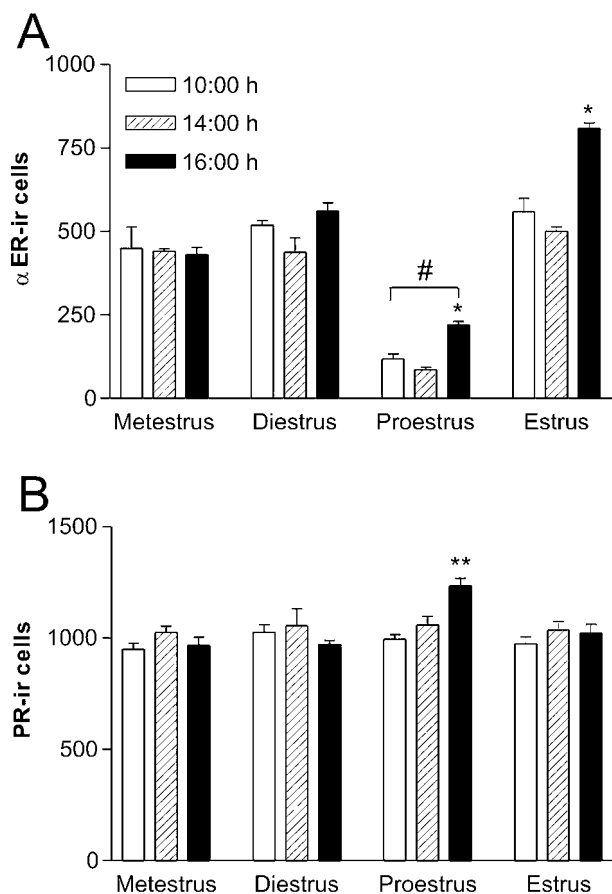 A
1000
750
500
250
0
α ER-ir cells
10:00 h
14:00 h
16:00 h
#
*
*
Metestrus Diestrus Proestrus Estrus
B
1500
1000
500
0
PR-ir cells
**
Metestrus Diestrus Proestrus Estrus